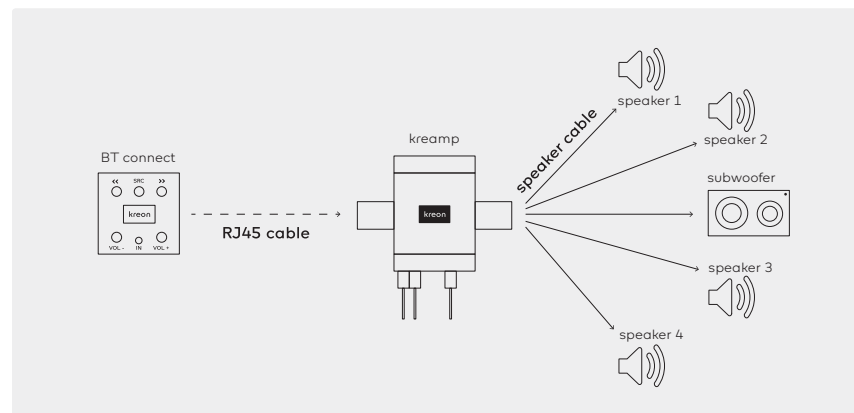 BT connect
<< SRC >>
kreon
VOL - IN VOL +
RJ45 cable
kreamp
kreon
speaker cable
speaker 1
speaker 2
subwoofer
speaker 3
speaker 4